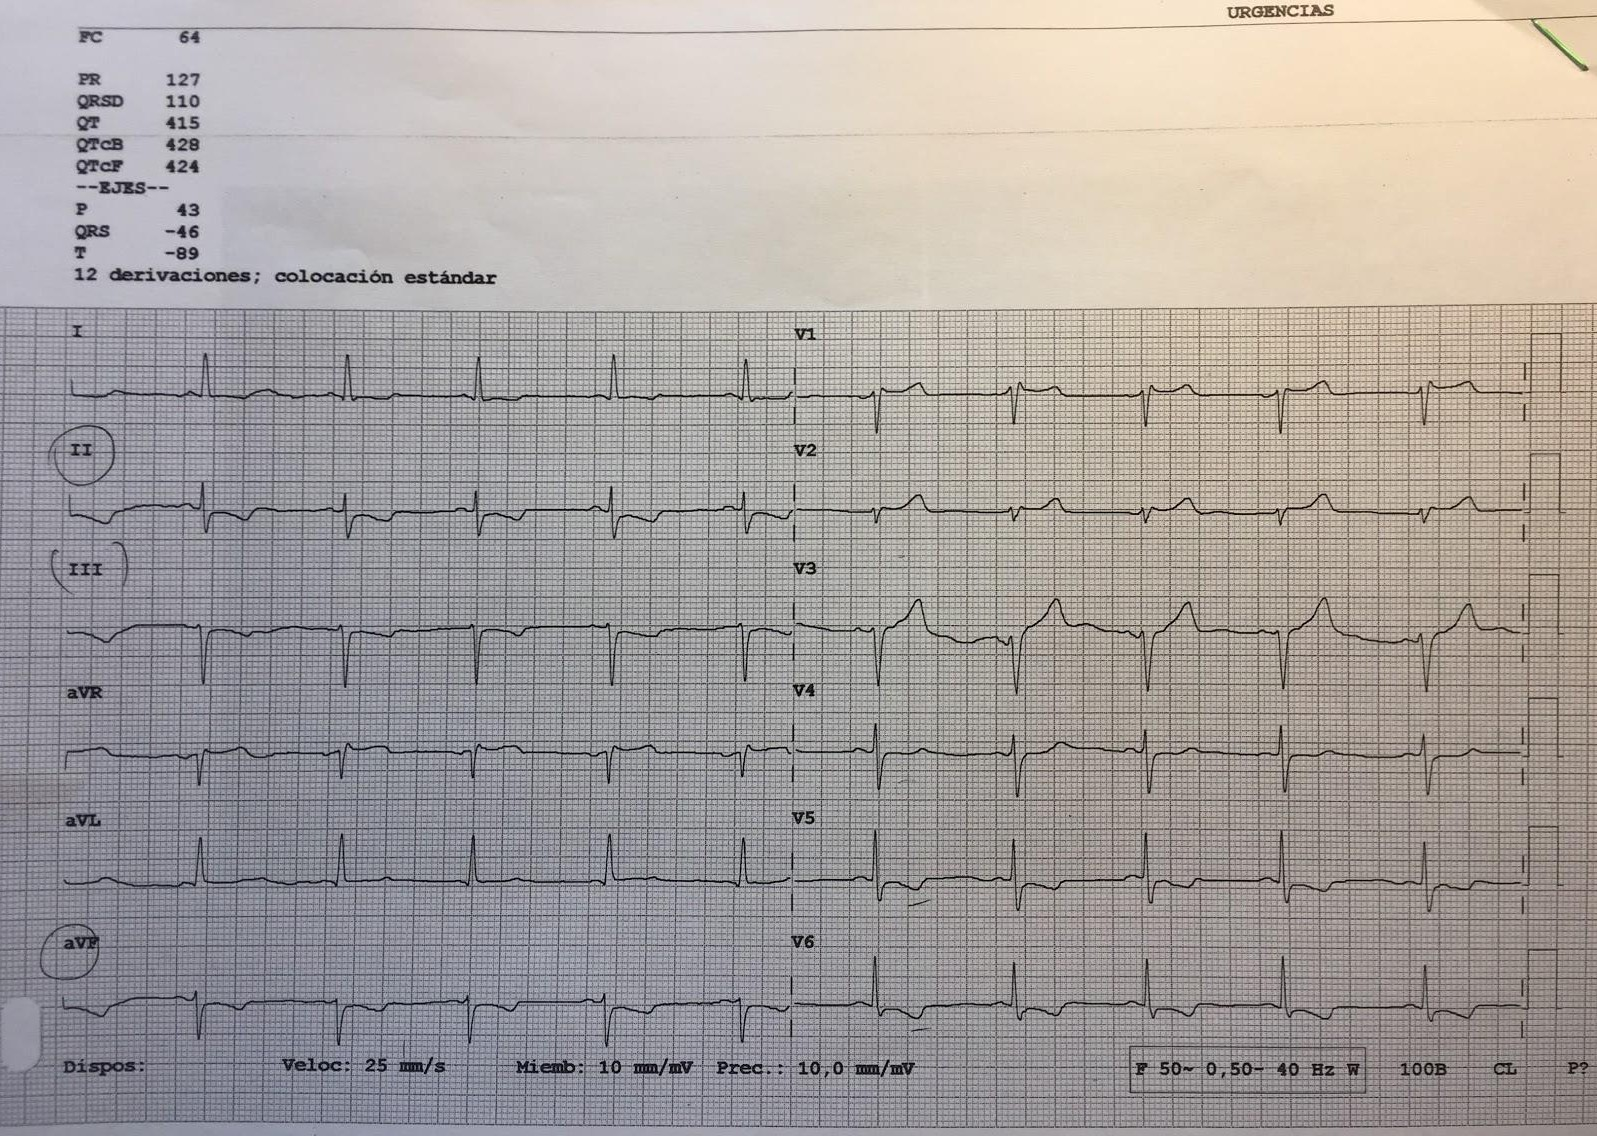 URGENCIAS
FC 64
PR 127
QRSD 110
QT 415
QTcB 428
QTcF 424
--EJES--
P 43
QRS -46
T -89
12 derivaciones; colocación estándar
I V1
II V2
III V3
aVR V4
aVL V5
aVF V6
Dispos: Veloc: 25 mm/s Miemb: 10 mm/mV Prec.: 10,0 mm/mV F 50~ 0,50- 40 Hz W 100B CL P?